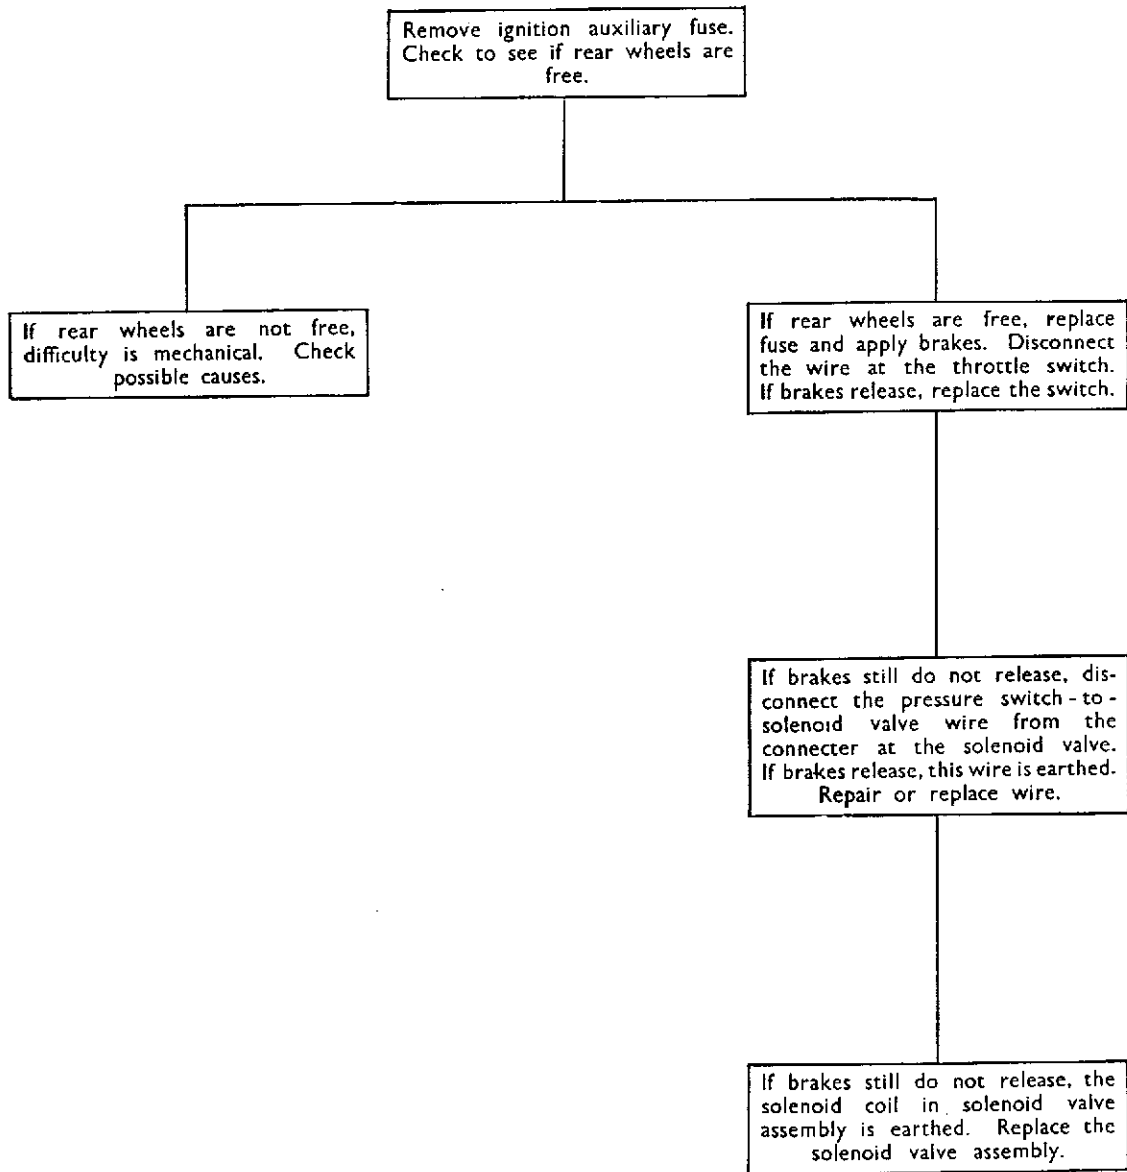 Remove ignition auxiliary fuse.
Check to see if rear wheels are
free.
If rear wheels are not free,
difficulty is mechanical. Check
possible causes.
If rear wheels are free, replace
fuse and apply brakes. Disconnect
the wire at the throttle switch.
If brakes release, replace the switch.
If brakes still do not release, dis-
connect the pressure switch - to -
solenoid valve wire from the
connecter at the solenoid valve.
If brakes release, this wire is earthed.
Repair or replace wire.
If brakes still do not release, the
solenoid coil in solenoid valve
assembly is earthed. Replace the
solenoid valve assembly.